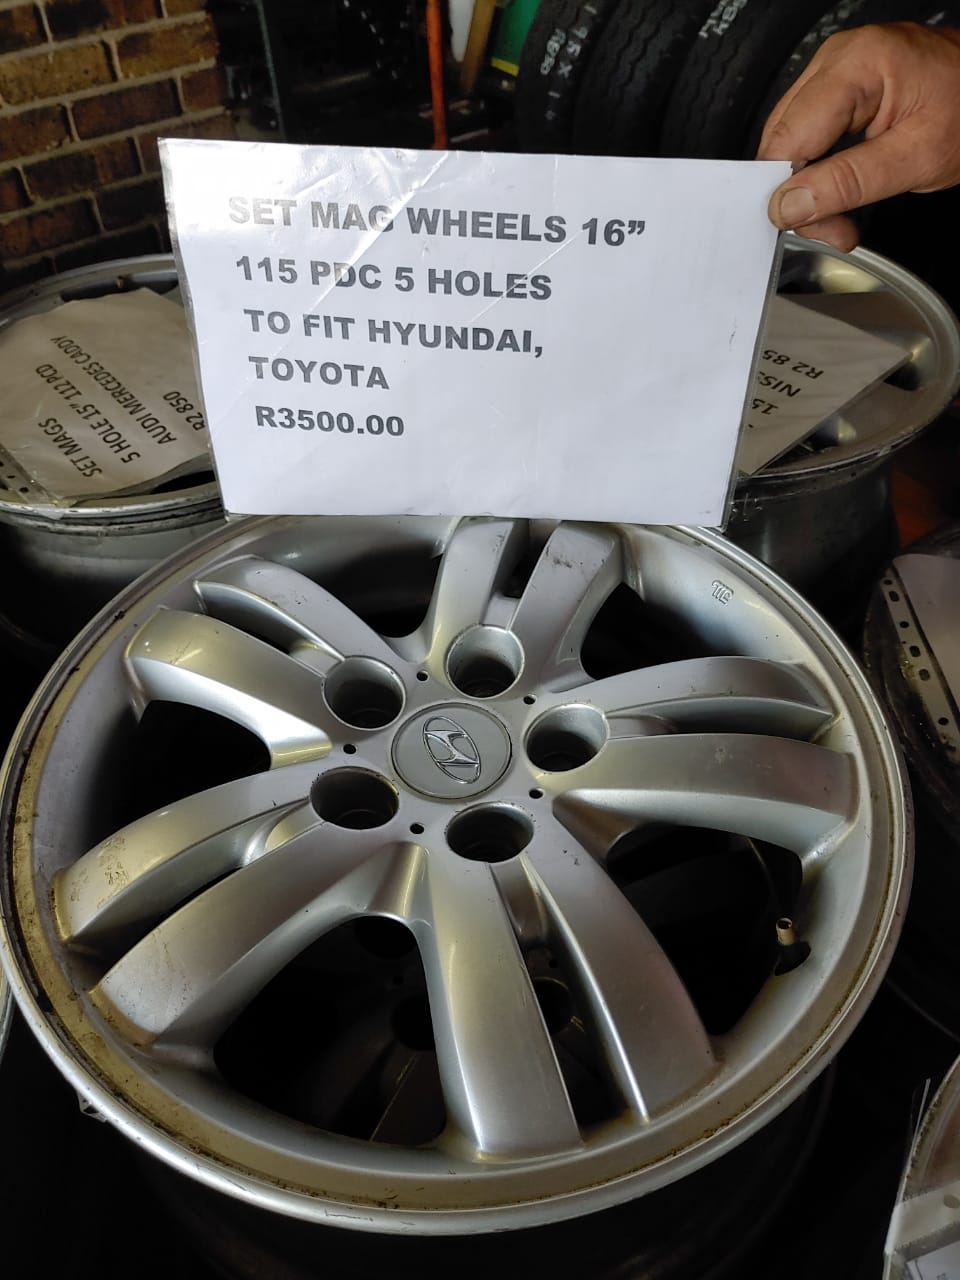 SET MAG WHEELS 16”
115 PDC 5 HOLES
TO FIT HYUNDAI,
TOYOTA
R3500.00
SET MAGS
5 HOLE 15" 112 PCD
AUDI MERCEDES CADDY
R2 850
15
NISS
R2 85